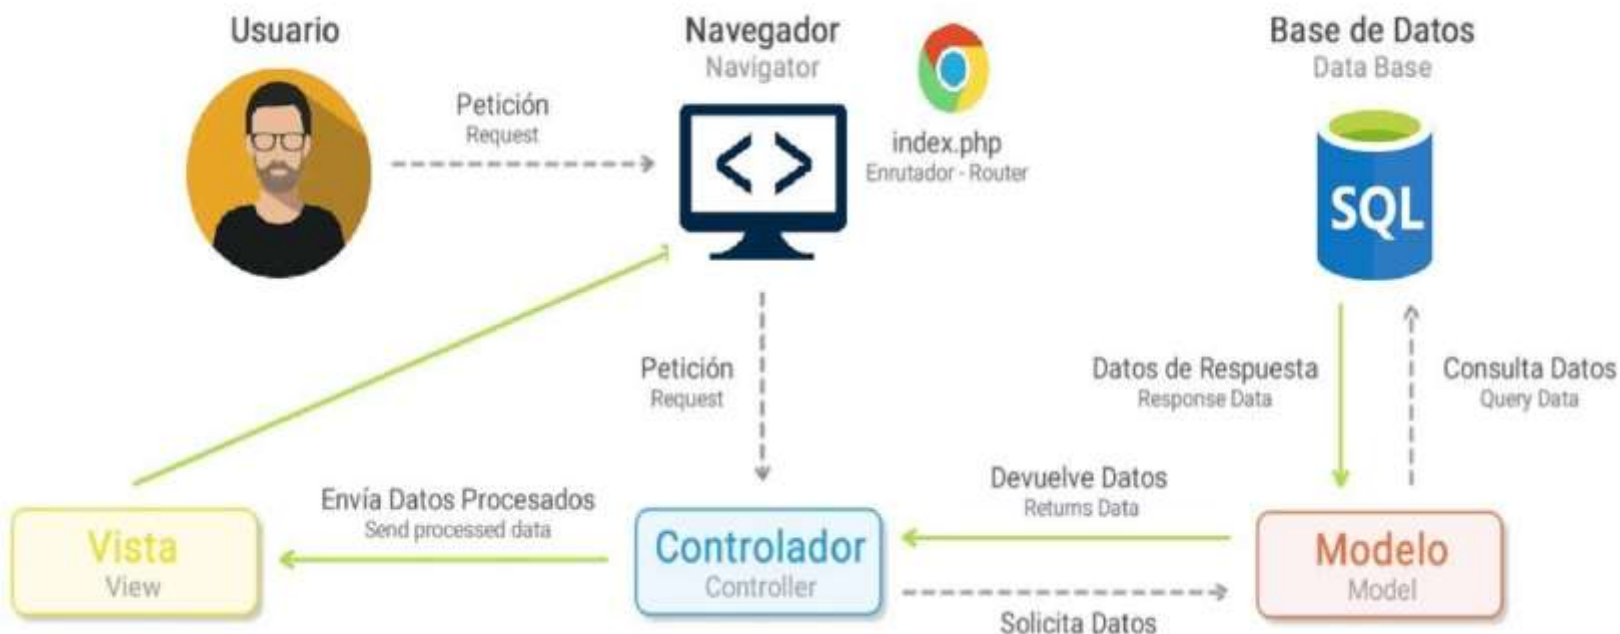 Usuario
Navegador
Navigator
Base de Datos
Data Base
Petición
Request
index.php
Enrutador - Router
SQL
Petición
Request
Datos de Respuesta
Response Data
Consulta Datos
Query Data
Envía Datos Procesados
Send processed data
Devuelve Datos
Returns Data
Vista
View
Controlador
Controller
Modelo
Model
Solicita Datos